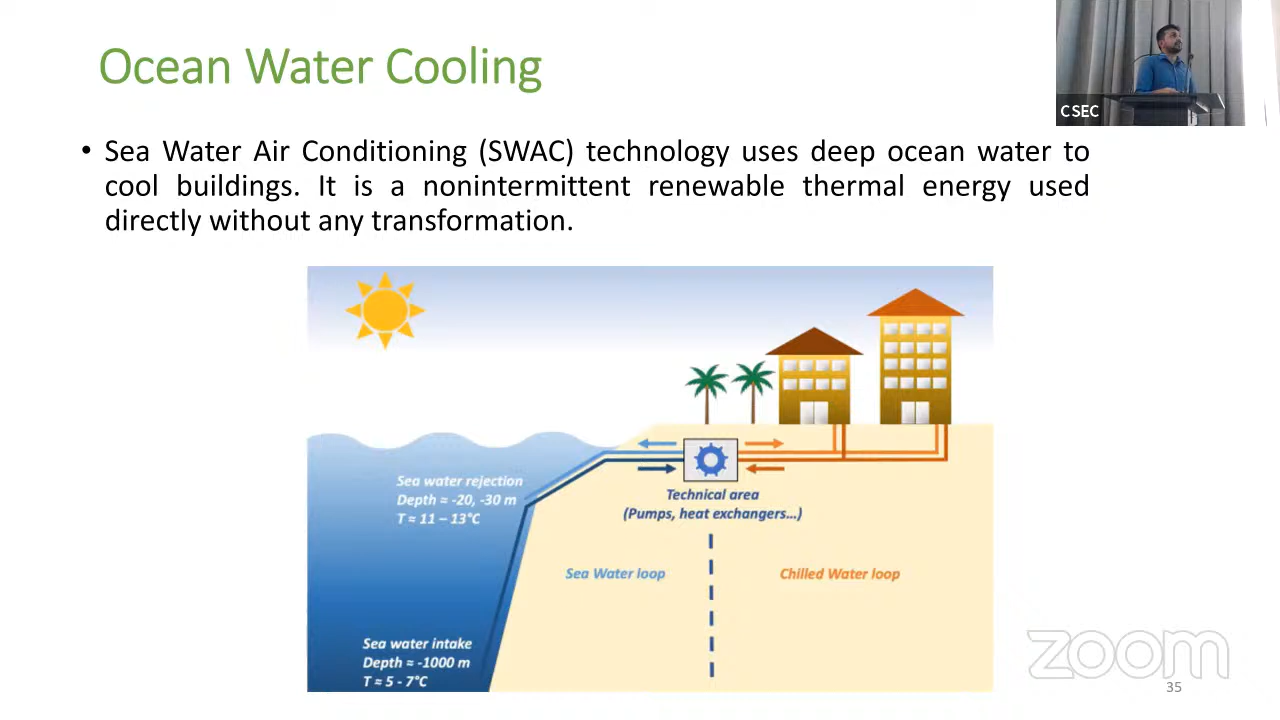 Ocean Water Cooling
CSEC
• Sea Water Air Conditioning (SWAC) technology uses deep ocean water to
cool buildings. It is a nonintermittent renewable thermal energy used
directly without any transformation.
Sea water rejection
Depth = -20, -30 m
T ≈ 11 – 13°C
Technical area
(Pumps, heat exchangers...)
Sea Water loop
Chilled Water loop
Sea water intake
Depth = -1000 m
T ≈ 5 - 7°C
zoom
35